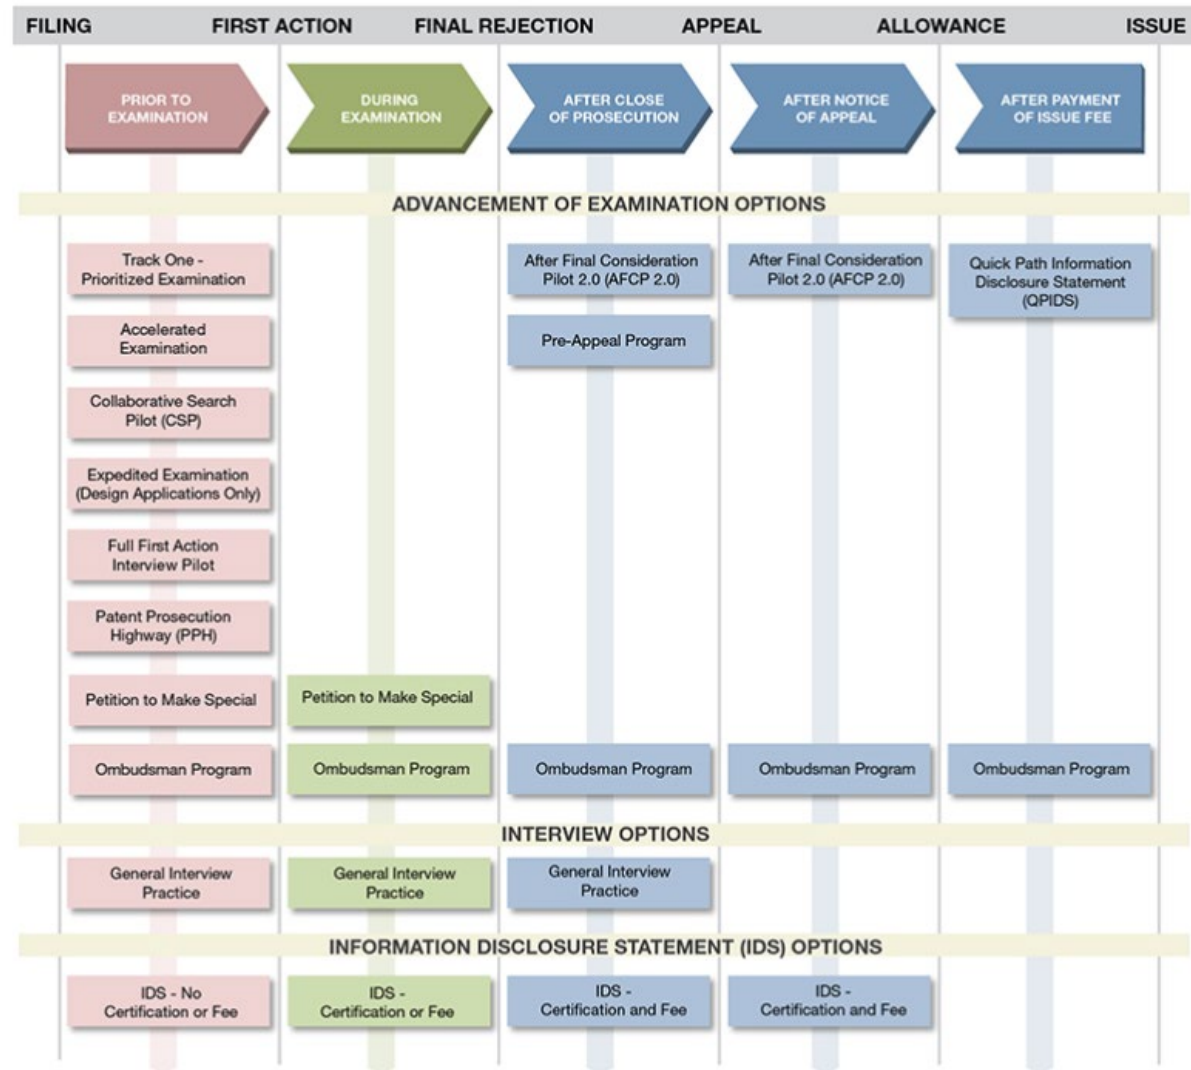 FILING FIRST ACTION FINAL REJECTION APPEAL ALLOWANCE ISSUE
PRIOR TO
EXAMINATION
DURING
EXAMINATION
AFTER CLOSE
OF PROSECUTION
AFTER NOTICE
OF APPEAL
AFTER PAYMENT
OF ISSUE FEE
ADVANCEMENT OF EXAMINATION OPTIONS
Track One -
Prioritized Examination
After Final Consideration
Pilot 2.0 (AFCP 2.0)
After Final Consideration
Pilot 2.0 (AFCP 2.0)
Quick Path Information
Disclosure Statement
(QPIDS)
Accelerated
Examination
Pre-Appeal Program
Collaborative Search
Pilot (CSP)
Expedited Examination
(Design Applications Only)
Full First Action
Interview Pilot
Patent Prosecution
Highway (PPH)
Petition to Make Special
Petition to Make Special
Ombudsman Program
Ombudsman Program
Ombudsman Program
Ombudsman Program
Ombudsman Program
INTERVIEW OPTIONS
General Interview
Practice
General Interview
Practice
General Interview
Practice
INFORMATION DISCLOSURE STATEMENT (IDS) OPTIONS
IDS - No
Certification or Fee
IDS -
Certification or Fee
IDS -
Certification and Fee
IDS -
Certification and Fee